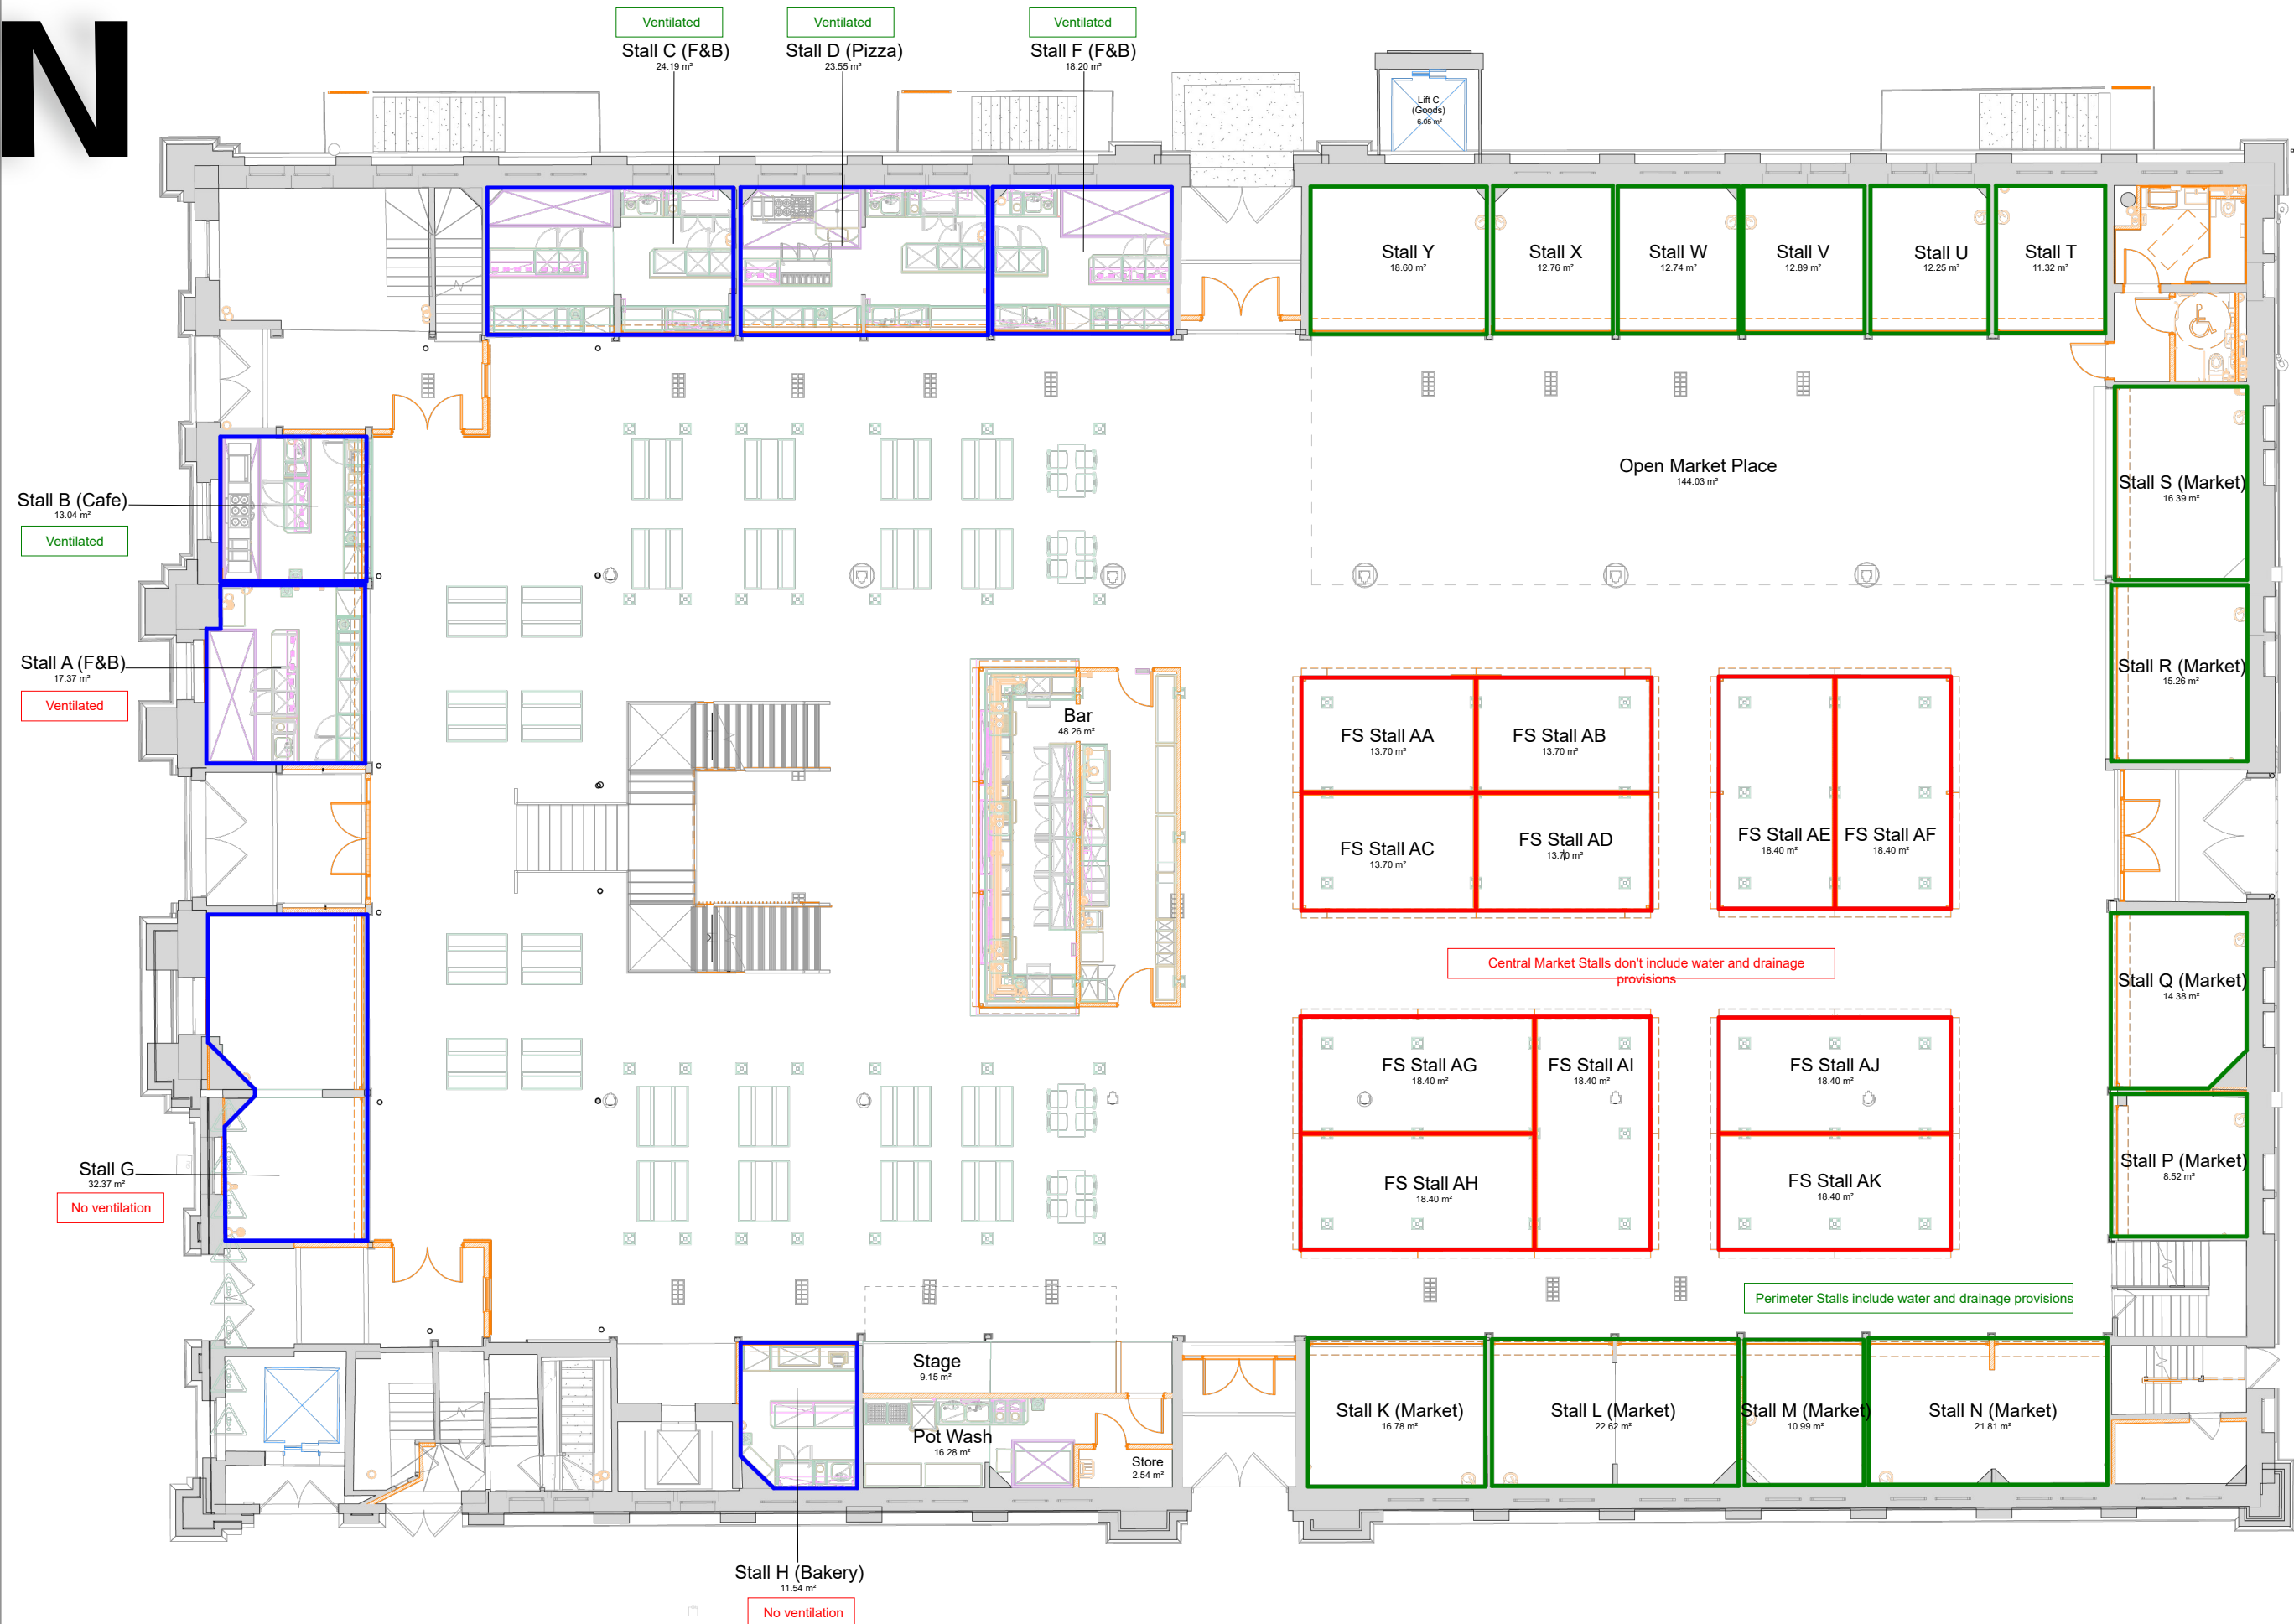 N
Ventilated
Ventilated
Ventilated
Stall C (F&B)
24.19 m²
Stall D (Pizza)
23.55 m²
Stall F (F&B)
18.20 m²
Lift C
(Goods)
6.05 m²
Stall Y
18.60 m²
Stall X
12.76 m²
Stall W
12.74 m²
Stall V
12.89 m²
Stall U
12.25 m²
Stall T
11.32 m²
Open Market Place
144.03 m²
Stall S (Market)
16.39 m²
Stall B (Cafe)
13.04 m²
Ventilated
Stall A (F&B)
17.37 m²
Ventilated
Stall R (Market)
15.26 m²
Bar
48.26 m²
FS Stall AA
13.70 m²
FS Stall AB
13.70 m²
FS Stall AC
13.70 m²
FS Stall AD
13.70 m²
FS Stall AE
18.40 m²
FS Stall AF
18.40 m²
Central Market Stalls don't include water and drainage
provisions
Stall Q (Market)
14.38 m²
FS Stall AG
18.40 m²
FS Stall AI
18.40 m²
FS Stall AJ
18.40 m²
FS Stall AH
18.40 m²
FS Stall AK
18.40 m²
Stall P (Market)
8.52 m²
Stall G
32.37 m²
No ventilation
Perimeter Stalls include water and drainage provisions
Stage
9.15 m²
Pot Wash
16.28 m²
Store
2.54 m²
Stall K (Market)
16.78 m²
Stall L (Market)
22.62 m²
Stall M (Market)
10.99 m²
Stall N (Market)
21.81 m²
Stall H (Bakery)
11.54 m²
No ventilation